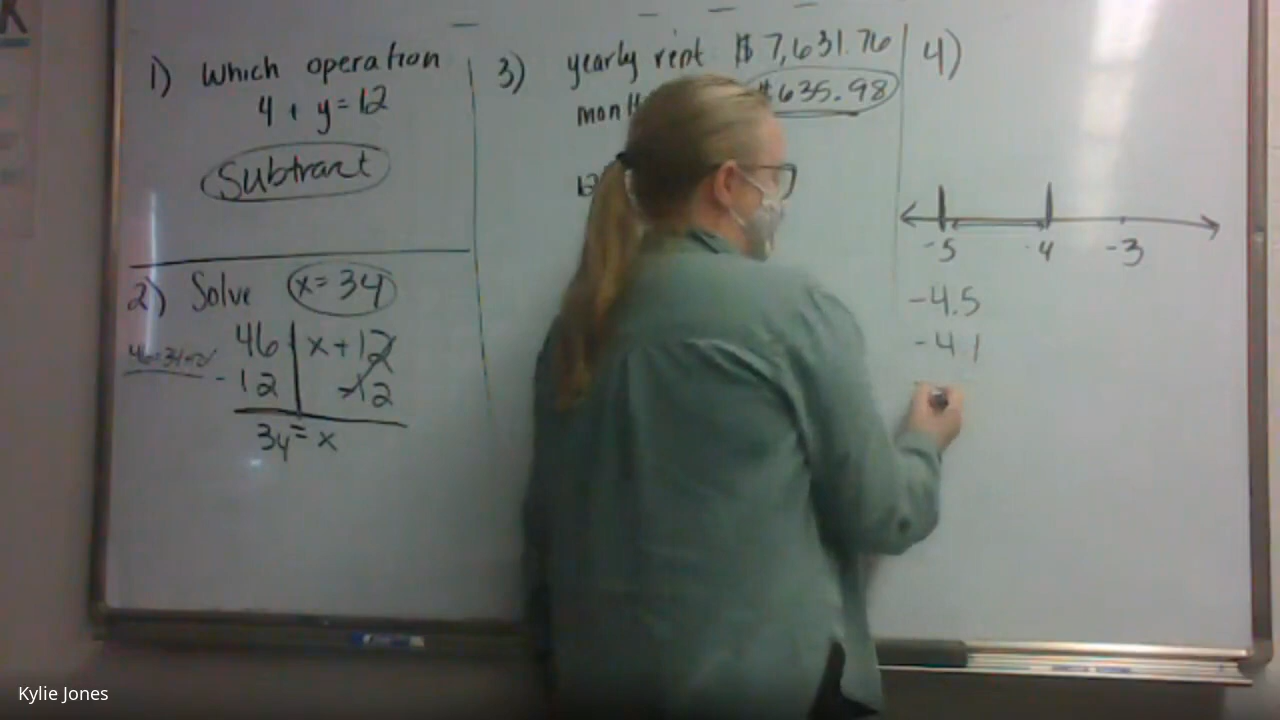 1) Which operation
4 + y = 12
Subtract
2) Solve x = 34
46 | x + 12
- 12 - 12
34 = x
3) yearly rent $ 7,631.76
$635.98
12
4)
-5 -4 -3
-4.5
-4.1
Kylie Jones